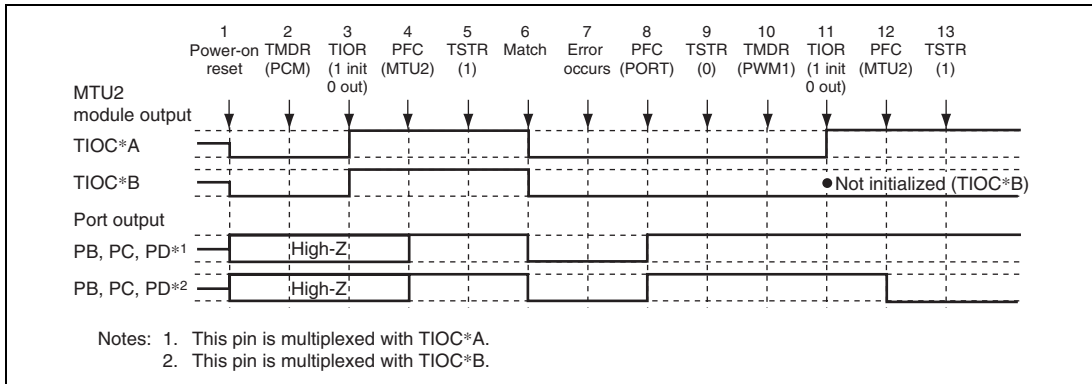 1 2 3 4 5 6 7 8 9 10 11 12 13
Power-on TMDR TIOR PFC TSTR Match Error PFC TSTR TMDR TIOR PFC TSTR
reset (PCM) (1 init (MTU2) (1) occurs (PORT) (0) (PWM1) (1 init (MTU2) (1)
0 out) 0 out)
MTU2
module output
TIOC*A
TIOC*B
●Not initialized (TIOC*B)
Port output
PB, PC, PD*1
High-Z
PB, PC, PD*2
High-Z
Notes: 1. This pin is multiplexed with TIOC*A.
2. This pin is multiplexed with TIOC*B.